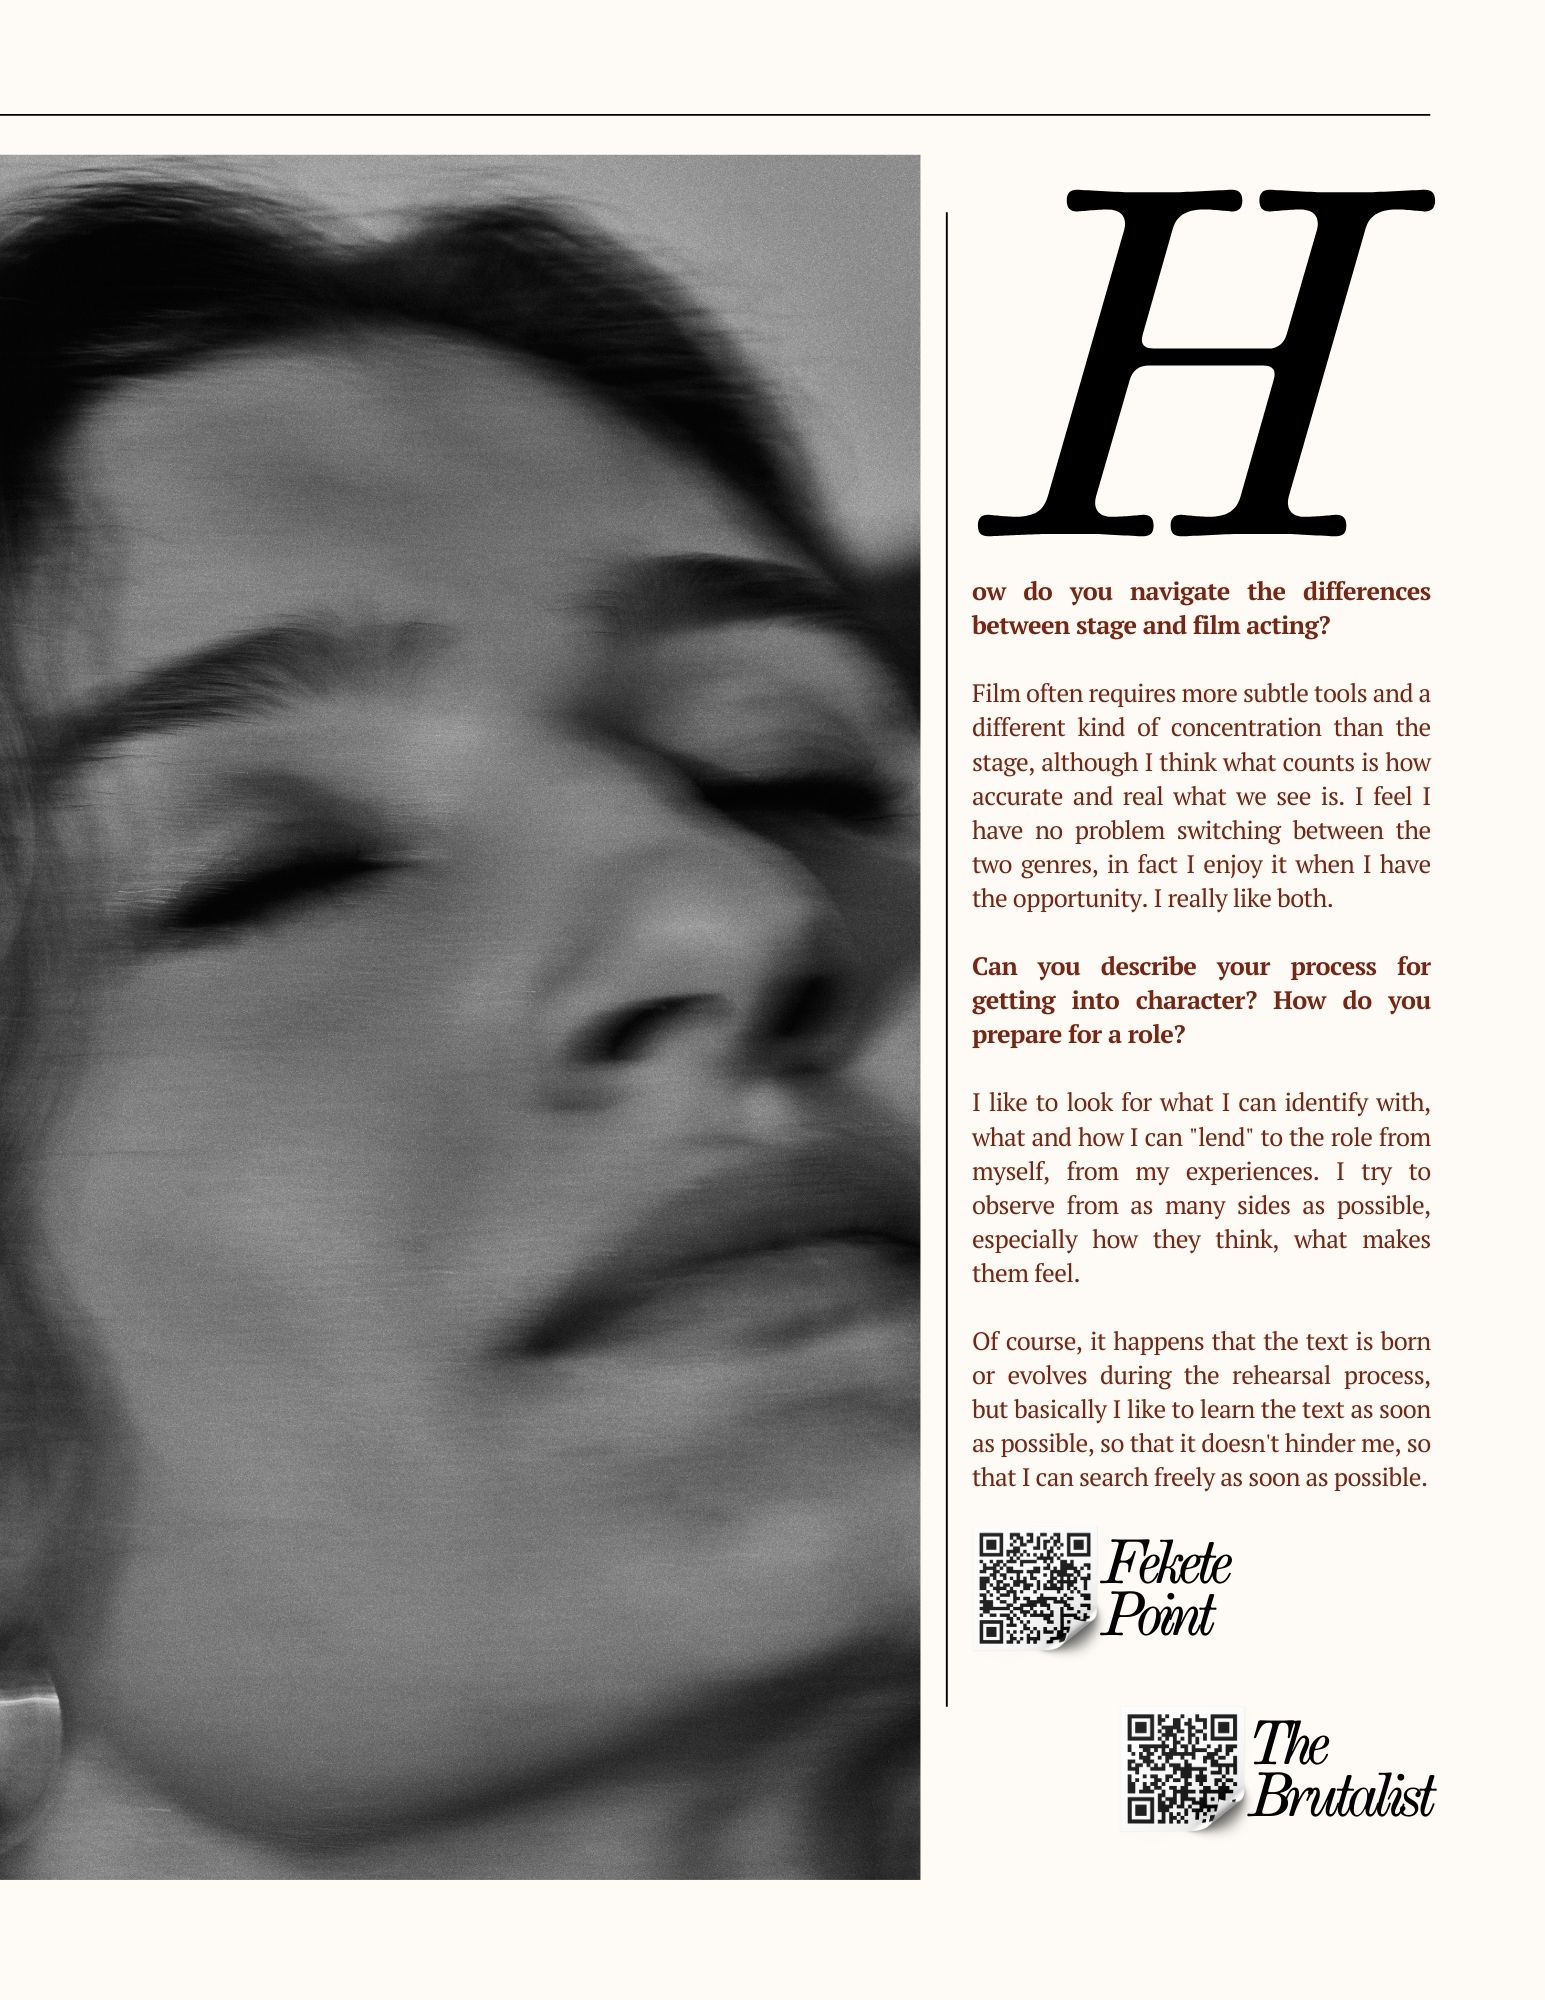 H
ow do you navigate the differences
between stage and film acting?
Film often requires more subtle tools and a
different kind of concentration than the
stage, although I think what counts is how
accurate and real what we see is. I feel I
have no problem switching between the
two genres, in fact I enjoy it when I have
the opportunity. I really like both.
Can you describe your process for
getting into character? How do you
prepare for a role?
I like to look for what I can identify with,
what and how I can "lend" to the role from
myself, from my experiences. I try to
observe from as many sides as possible,
especially how they think, what makes
them feel.
Of course, it happens that the text is born
or evolves during the rehearsal process,
but basically I like to learn the text as soon
as possible, so that it doesn't hinder me, so
that I can search freely as soon as possible.
Fekete
Point
The
Brutalist